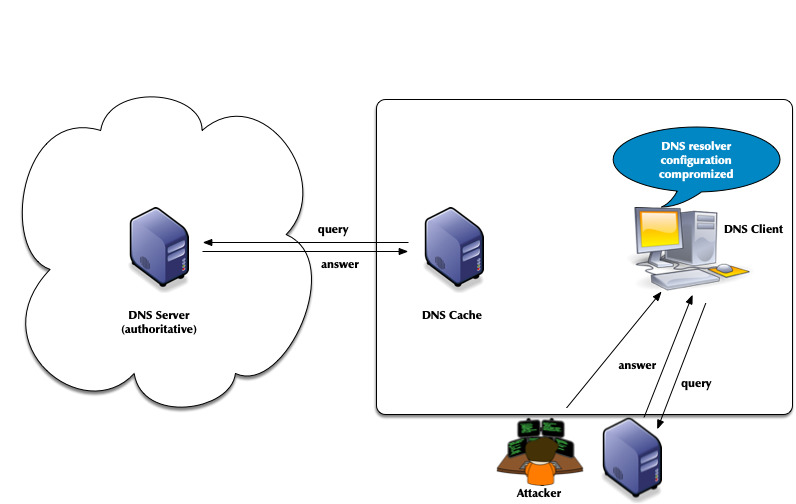 DNS resolver
configuration
compromized
DNS Client
query
answer
DNS Server
(authoritative)
DNS Cache
answer
query
Attacker